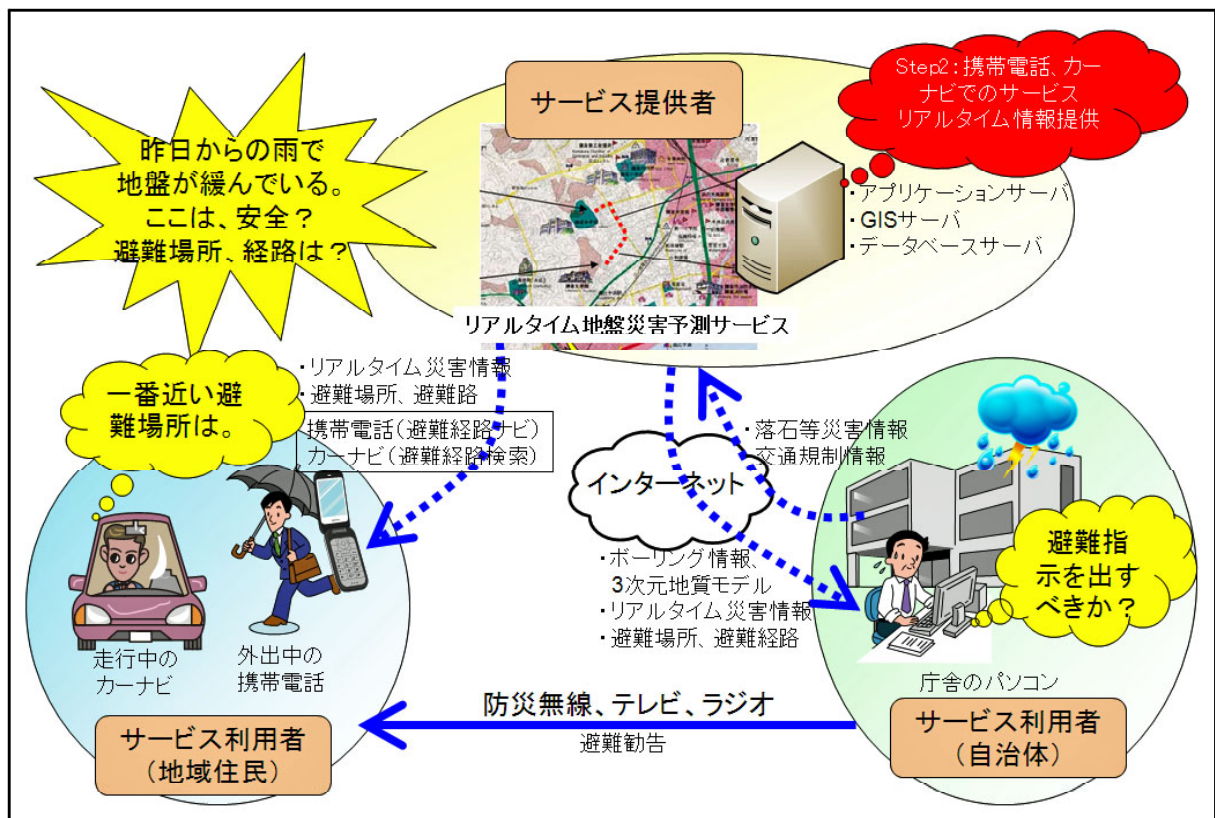 サービス提供者
Step2：携帯電話、カー
ナビでのサービス
リアルタイム情報提供
昨日からの雨で
地盤が緩んでいる。
ここは、安全？
避難場所、経路は？
・アプリケーションサーバ
・GISサーバ
・データベースサーバ
リアルタイム地盤災害予測サービス
・リアルタイム災害情報
・避難場所、避難路
携帯電話（避難経路ナビ）
カーナビ（避難経路検索）
一番近い避
難場所は。
・落石等災害情報
・交通規制情報
インターネット
・ボーリング情報、
3次元地質モデル
・リアルタイム災害情報
・避難場所、避難経路
避難指
示を出す
べきか？
走行中の
カーナビ
外出中の
携帯電話
庁舎のパソコン
防災無線、テレビ、ラジオ
避難勧告
サービス利用者
（地域住民）
サービス利用者
（自治体）